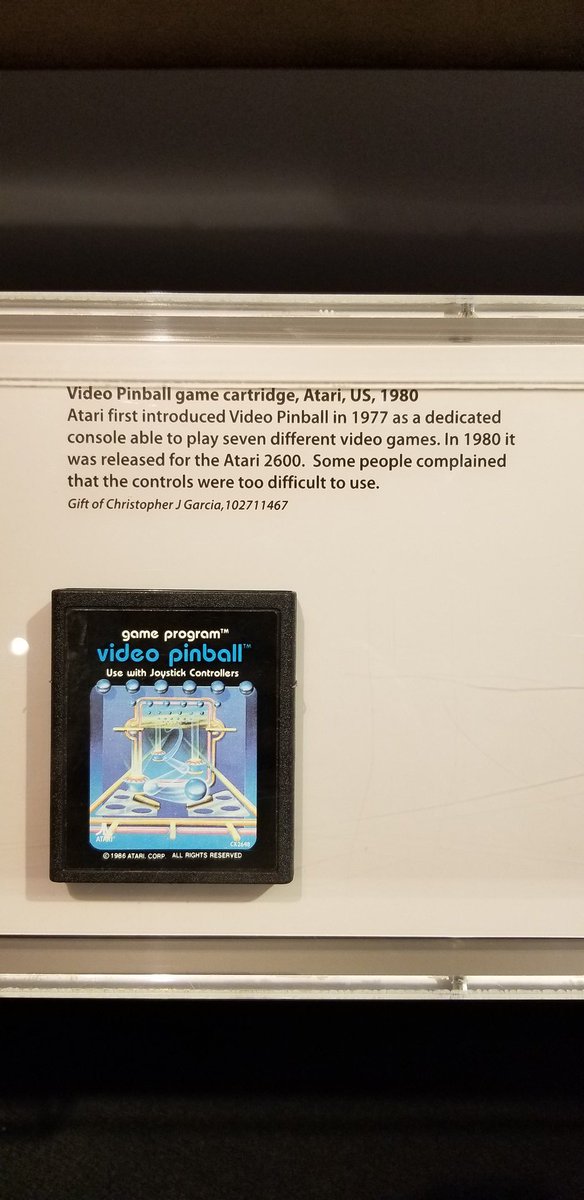 Video Pinball game cartridge, Atari, US, 1980
Atari first introduced Video Pinball in 1977 as a dedicated
console able to play seven different video games. In 1980 it
was released for the Atari 2600.  Some people complained
that the controls were too difficult to use.
Gift of Christopher J Garcia,102711467
game program™
video pinball™
Use with Joystick Controllers
ATARI®
CX2648
© 1986 ATARI, CORP. ALL RIGHTS RESERVED